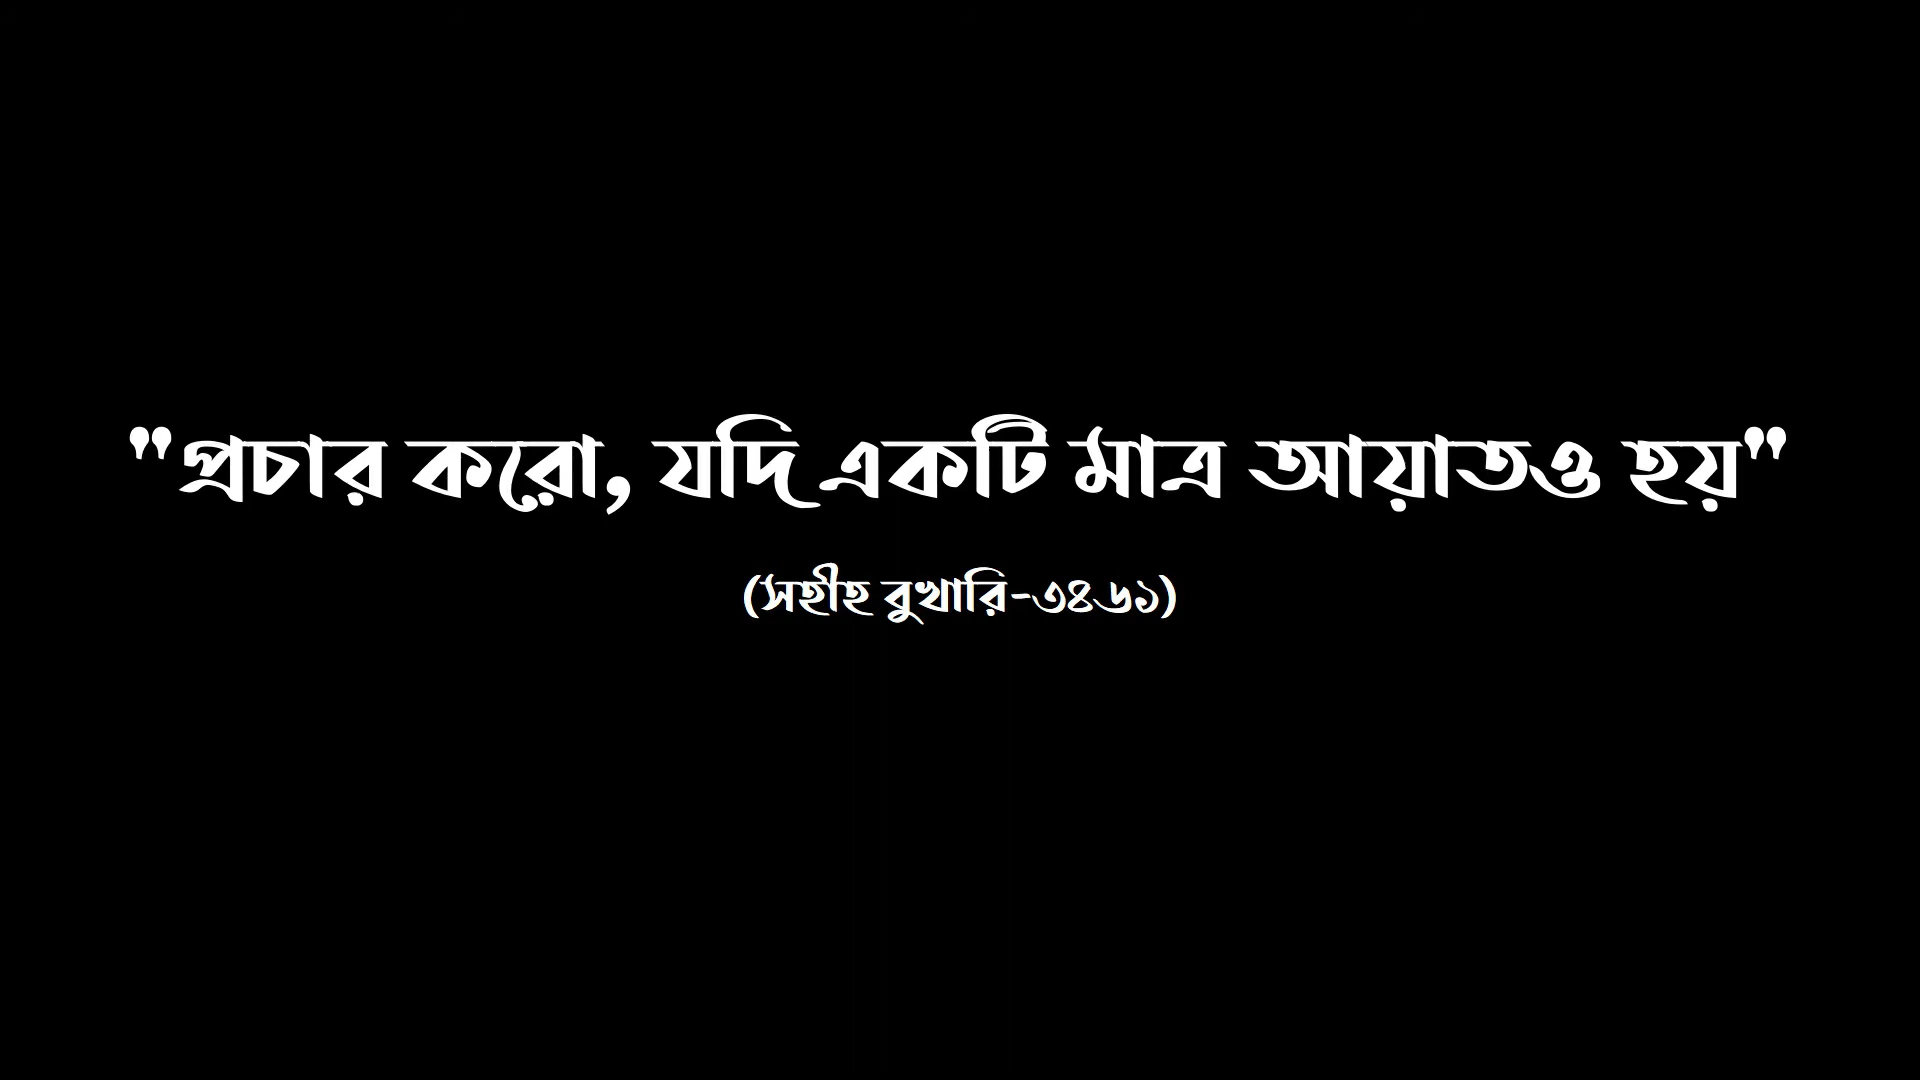 "প্রচার করো, যদি একটি মাত্র আয়াতও হয়"
(সহীহ বুখারি-৩৪৬১)